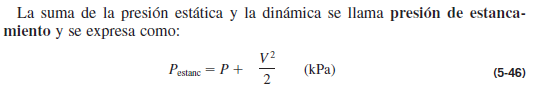 La suma de la presión estática y la dinámica se llama presión de estanca-
miento y se expresa como:
P_estanc = P + V²/2 (kPa) (5-46)